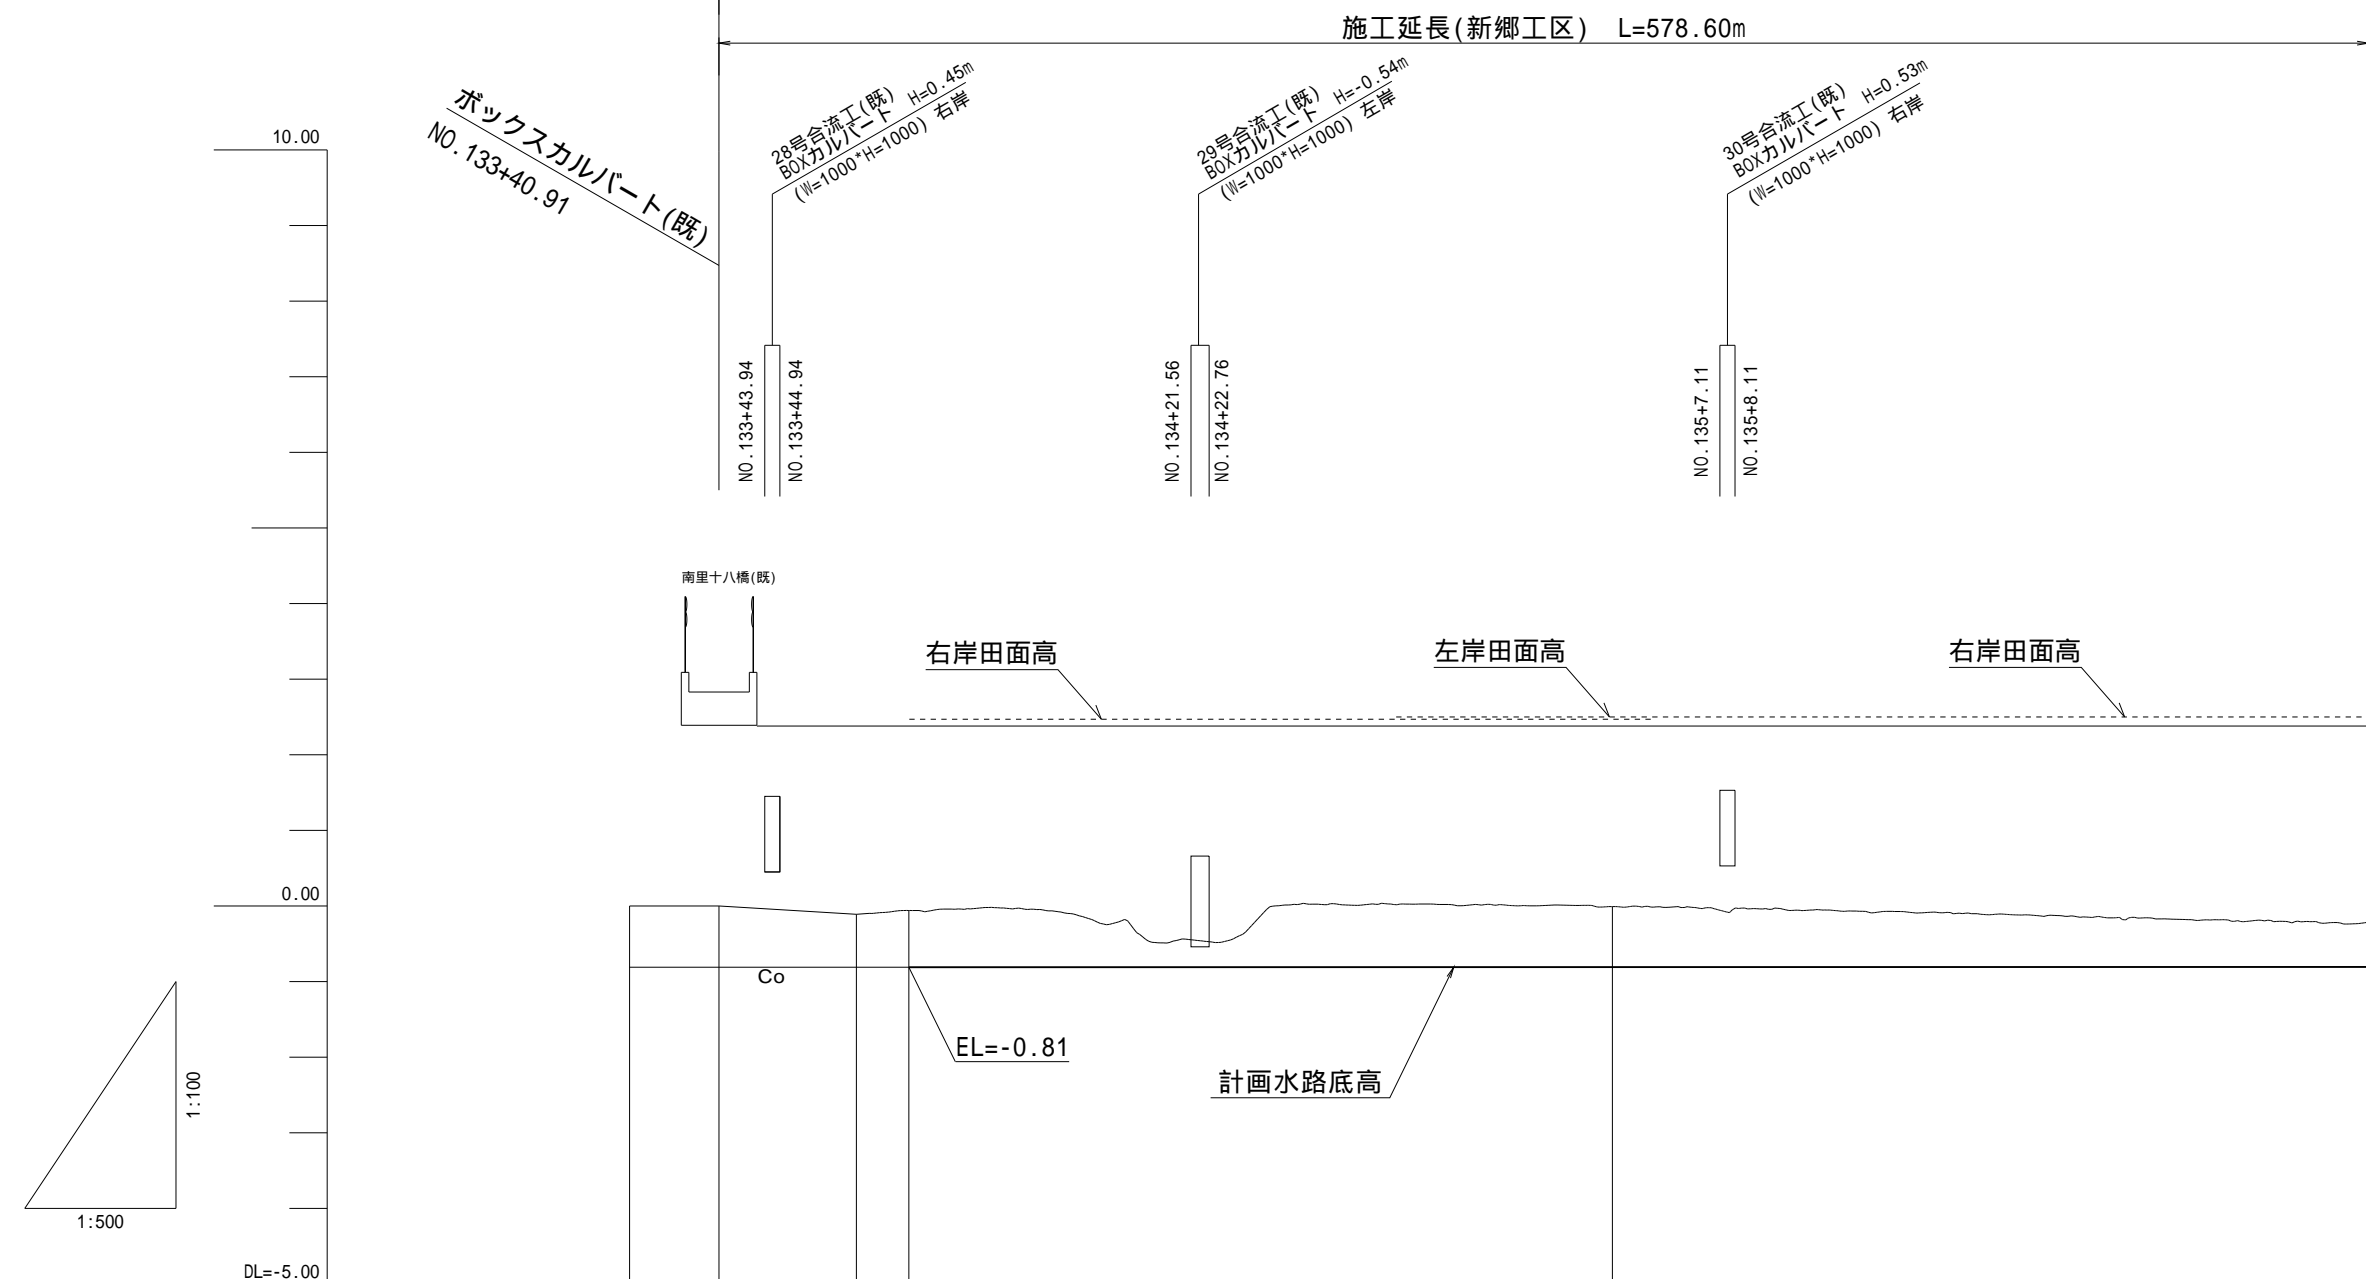 施工延長(新郷工区) L=578.60m
ボックスカルバート(既)
NO.133+40.91
28号合流工(既)
BOXカルバート H=0.45m
(W=1000*H=1000) 右岸
29号合流工(既)
BOXカルバート H=-0.54m
(W=1000*H=1000) 左岸
30号合流工(既)
BOXカルバート H=0.53m
(W=1000*H=1000) 右岸
10.00
NO.133+43.94
NO.133+44.94
NO.134+21.56
NO.134+22.76
NO.135+7.11
NO.135+8.11
南里十八橋(既)
右岸田面高
左岸田面高
右岸田面高
0.00
Co
EL=-0.81
計画水路底高
1:100
1:500
DL=-5.00